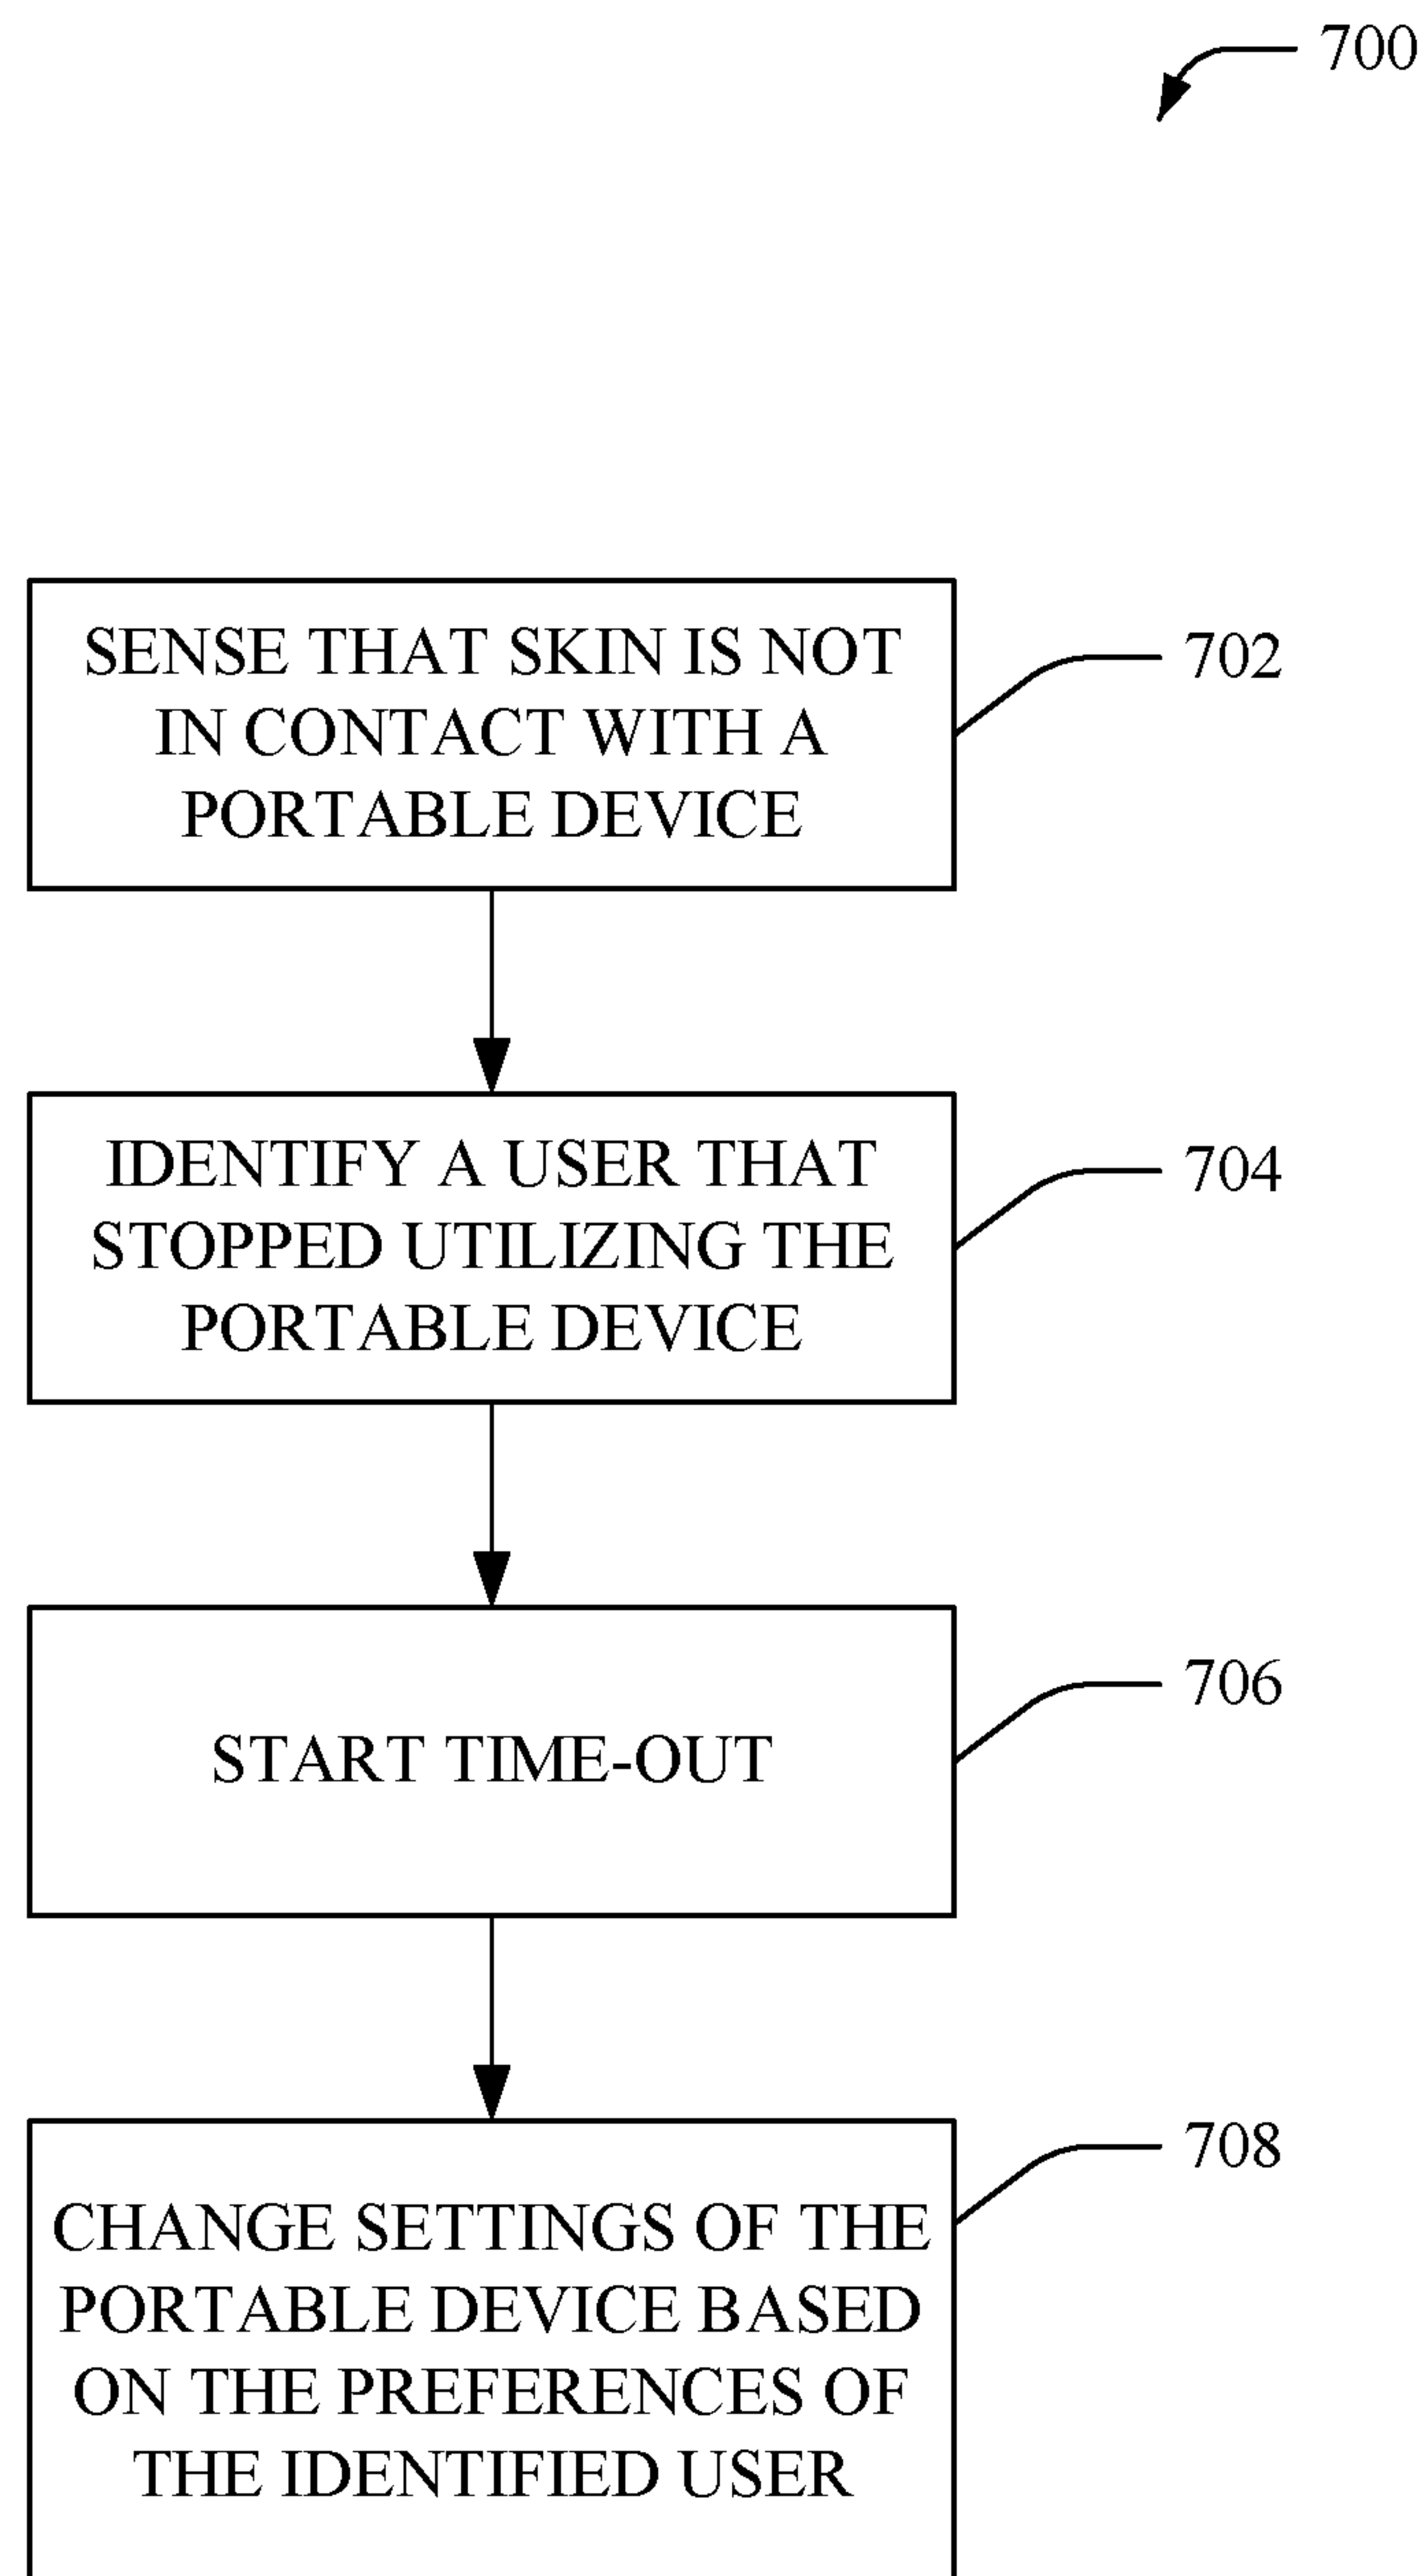 700
SENSE THAT SKIN IS NOT
IN CONTACT WITH A
PORTABLE DEVICE
702
IDENTIFY A USER THAT
STOPPED UTILIZING THE
PORTABLE DEVICE
704
START TIME-OUT
706
CHANGE SETTINGS OF THE
PORTABLE DEVICE BASED
ON THE PREFERENCES OF
THE IDENTIFIED USER
708